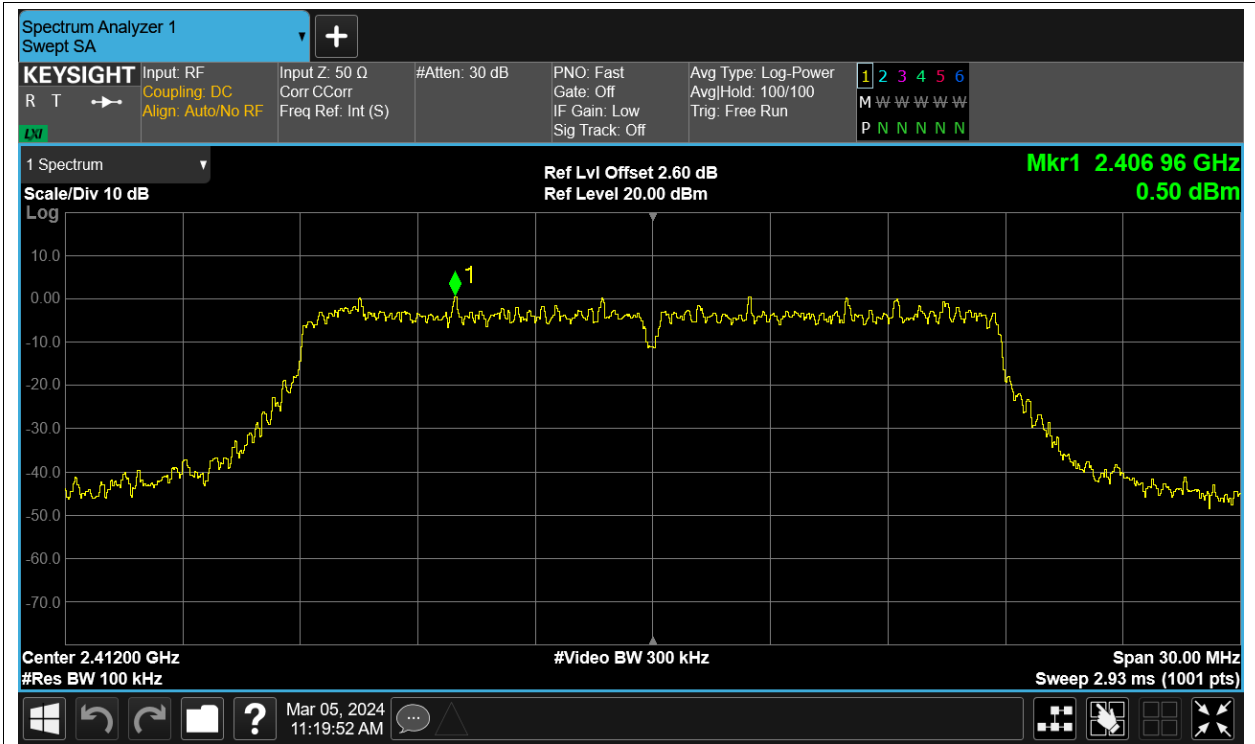 Spectrum Analyzer 1
Swept SA
KEYSIGHT
R T
LXI
Input: RF
Coupling: DC
Align: Auto/No RF
Input Z: 50 Ω
Corr CCorr
Freq Ref: Int (S)
#Atten: 30 dB
PNO: Fast
Gate: Off
IF Gain: Low
Sig Track: Off
Avg Type: Log-Power
Avg|Hold: 100/100
Trig: Free Run
1 2 3 4 5 6
M W W W W W
P N N N N N
1 Spectrum
Scale/Div 10 dB
Log
Ref Lvl Offset 2.60 dB
Ref Level 20.00 dBm
Mkr1 2.406 96 GHz
0.50 dBm
1
10.0
0.00
-10.0
-20.0
-30.0
-40.0
-50.0
-60.0
-70.0
Center 2.41200 GHz
#Res BW 100 kHz
#Video BW 300 kHz
Span 30.00 MHz
Sweep 2.93 ms (1001 pts)
?
Mar 05, 2024
11:19:52 AM